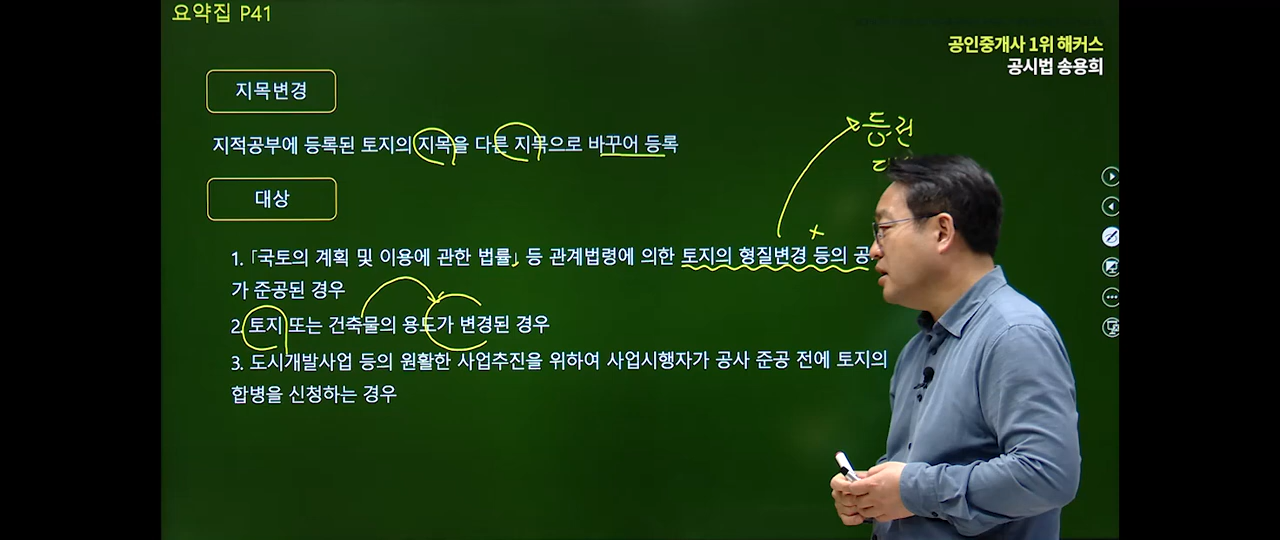 요약집 P41
공인중개사 1위 해커스
공시법 송용희
지목변경
지적공부에 등록된 토지의 지목을 다른 지목으로 바꾸어 등록
대상
1. 「국토의 계획 및 이용에 관한 법률」 등 관계법령에 의한 토지의 형질변경 등의 공
가 준공된 경우
2. 토지 또는 건축물의 용도가 변경된 경우
3. 도시개발사업 등의 원활한 사업추진을 위하여 사업시행자가 공사 준공 전에 토지의
합병을 신청하는 경우